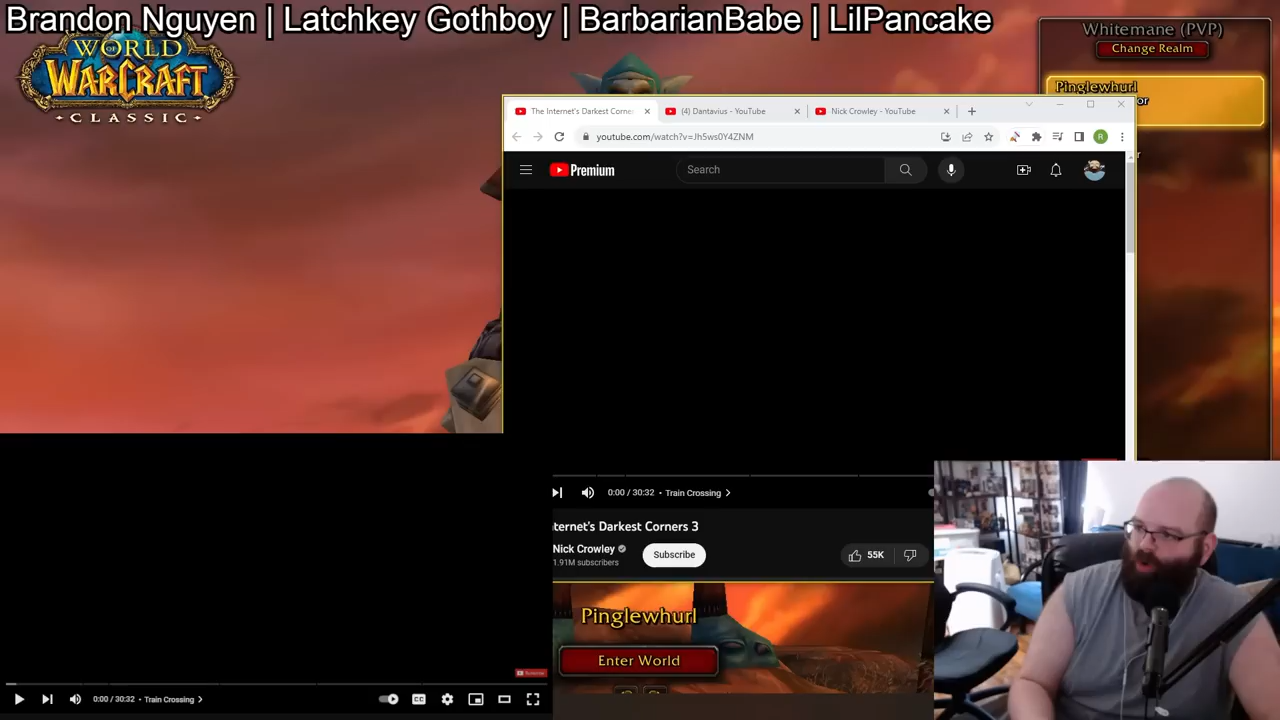 Brandon Nguyen | Latchkey Gothboy | BarbarianBabe | LilPancake
WORLD
WARCRAFT
CLASSIC
Whitemane (PVP)
Change Realm
Pinglewhurl
The Internet's Darkest Corne
(4) Dantavius - YouTube
Nick Crowley - YouTube
youtube.com/watch?v=Jh5ws0Y4ZNM
R
Premium
Search
0:00 / 30:32 • Train Crossing
ternet's Darkest Corners 3
Nick Crowley
1.91M subscribers
Subscribe
55K
Pinglewhurl
Enter World
0:00 / 30:32 • Train Crossing
CC